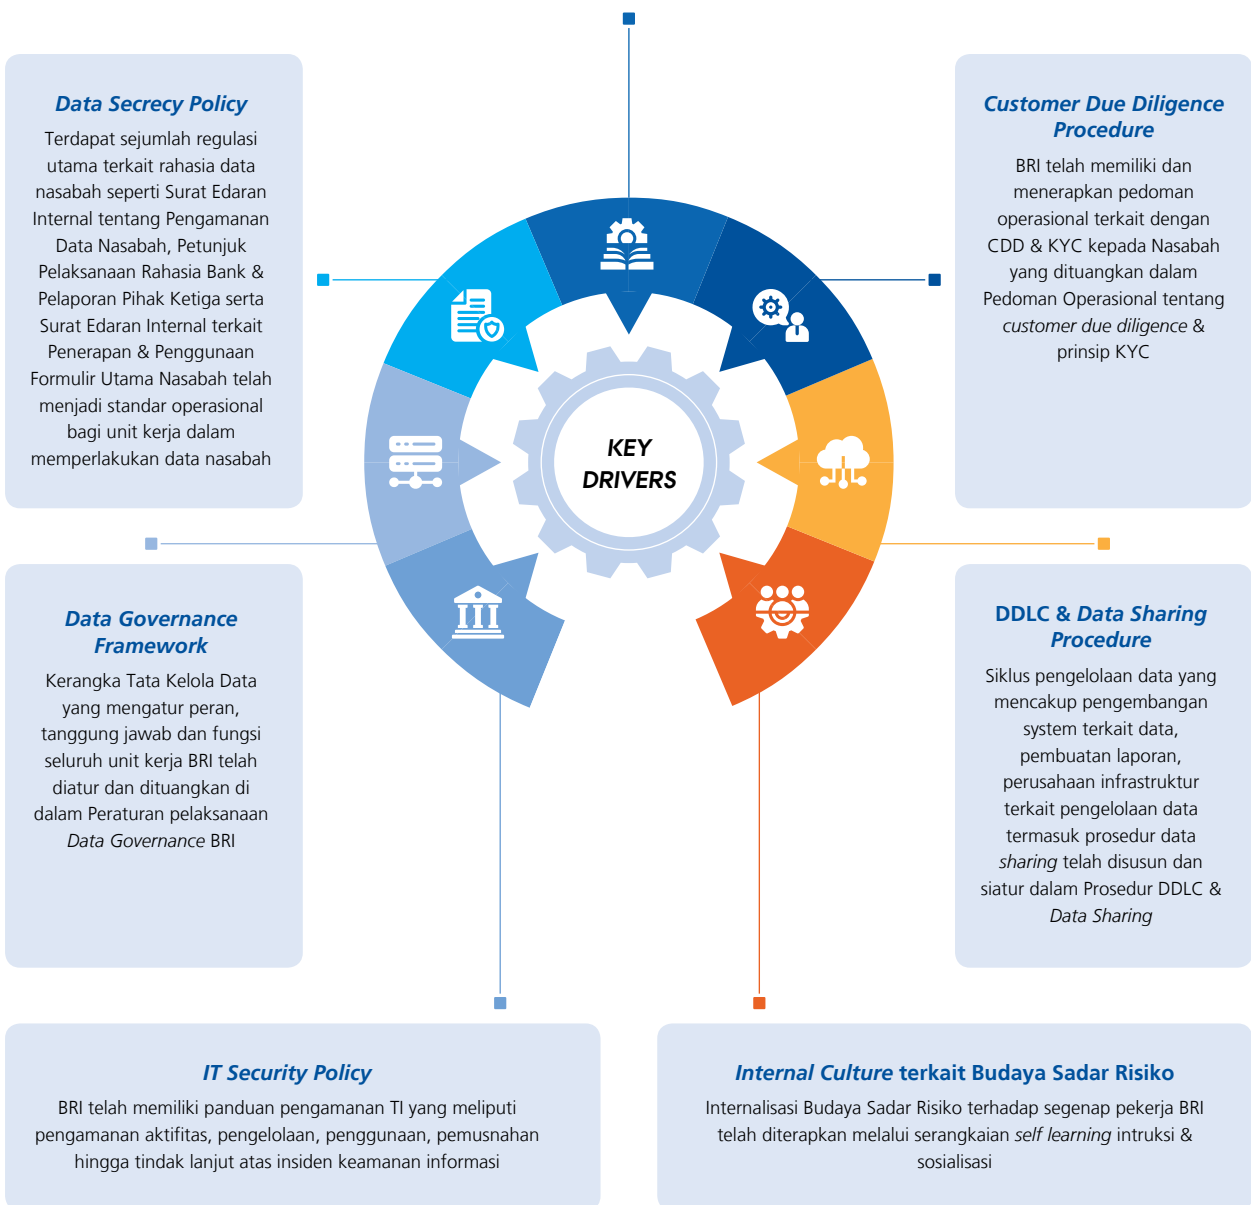 Data Secrecy Policy
Terdapat sejumlah regulasi
utama terkait rahasia data
nasabah seperti Surat Edaran
Internal tentang Pengamanan
Data Nasabah, Petunjuk
Pelaksanaan Rahasia Bank &
Pelaporan Pihak Ketiga serta
Surat Edaran Internal terkait
Penerapan & Penggunaan
Formulir Utama Nasabah telah
menjadi standar operasional
bagi unit kerja dalam
memperlakukan data nasabah
Customer Due Diligence
Procedure
BRI telah memiliki dan
menerapkan pedoman
operasional terkait dengan
CDD & KYC kepada Nasabah
yang dituangkan dalam
Pedoman Operasional tentang
customer due diligence &
prinsip KYC
KEY
DRIVERS
Data Governance
Framework
Kerangka Tata Kelola Data
yang mengatur peran,
tanggung jawab dan fungsi
seluruh unit kerja BRI telah
diatur dan dituangkan di
dalam Peraturan pelaksanaan
Data Governance BRI
DDLC & Data Sharing
Procedure
Siklus pengelolaan data yang
mencakup pengembangan
system terkait data,
pembuatan laporan,
perusahaan infrastruktur
terkait pengelolaan data
termasuk prosedur data
sharing telah disusun dan
siatur dalam Prosedur DDLC &
Data Sharing
IT Security Policy
BRI telah memiliki panduan pengamanan TI yang meliputi
pengamanan aktifitas, pengelolaan, penggunaan, pemusnahan
hingga tindak lanjut atas insiden keamanan informasi
Internal Culture terkait Budaya Sadar Risiko
Internalisasi Budaya Sadar Risiko terhadap segenap pekerja BRI
telah diterapkan melalui serangkaian self learning intruksi &
sosialisasi